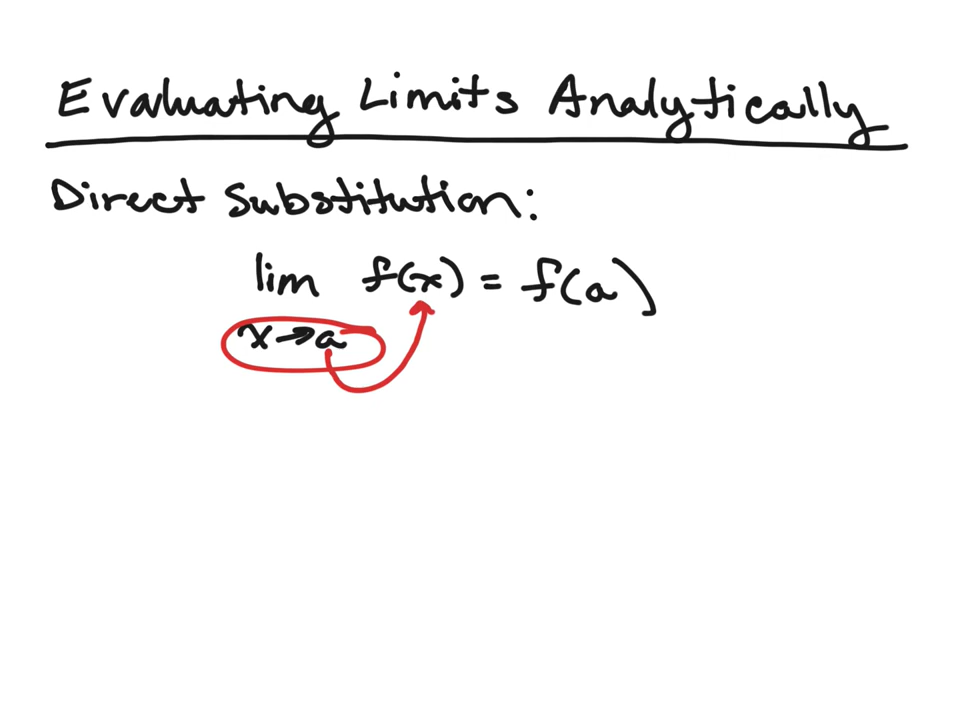 Evaluating Limits Analytically
Direct Substitution:
lim f(x) = f(a)
x→a